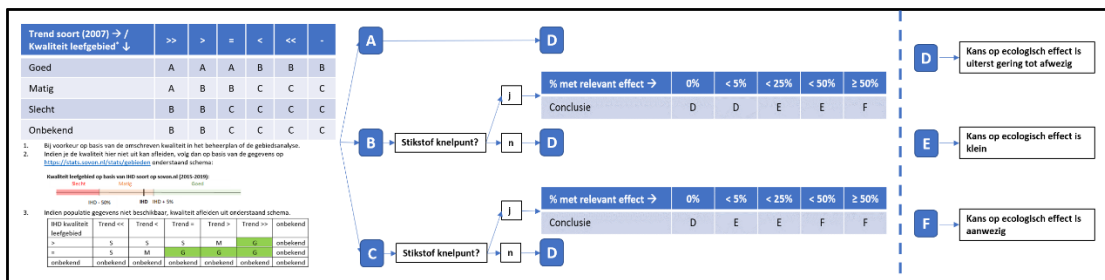 Trend soort (2007) → / Kwaliteit leefgebied* ↓ >> > = < << -
Goed A A A B B B
Matig A B B C C C
Slecht B B C C C C
Onbekend B B C C C C
1. Bij voorkeur op basis van de omschreven kwaliteit in het beheerplan of de gebiedsanalyse.
2. Indien je de kwaliteit hier niet uit kan afleiden, volg dan op basis van de gegevens op
https://stats.sovon.nl/stats/gebieden onderstaand schema:
Kwaliteit leefgebied op basis van IHD soort op sovon.nl (2015-2019):
Slecht Matig Goed
IHD - 50% IHD IHD + 5%
3. Indien populatie gegevens niet beschikbaar, kwaliteit afleiden uit onderstaand schema.
IHD kwaliteit leefgebied Trend << Trend < Trend = Trend > Trend >> onbekend
> S S S M G onbekend
= S M G G G onbekend
onbekend onbekend onbekend onbekend onbekend onbekend onbekend
A
D
B
Stikstof knelpunt?
j
% met relevant effect → 0% < 5% < 25% < 50% ≥ 50%
Conclusie D D E E F
n
D
C
Stikstof knelpunt?
j
% met relevant effect → 0% < 5% < 25% < 50% ≥ 50%
Conclusie D E E F F
n
D
D
Kans op ecologisch effect is
uiterst gering tot afwezig
E
Kans op ecologisch effect is
klein
F
Kans op ecologisch effect is
aanwezig